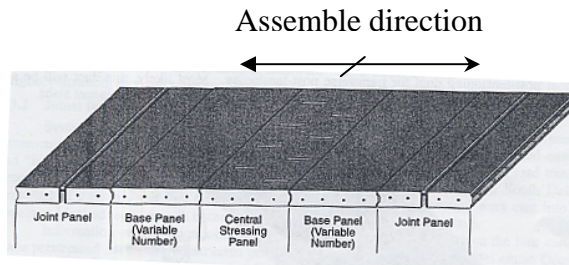 Assemble direction
Joint Panel
Base Panel
(Variable
Number)
Central
Stressing
Panel
Base Panel
(Variable
Number)
Joint Panel